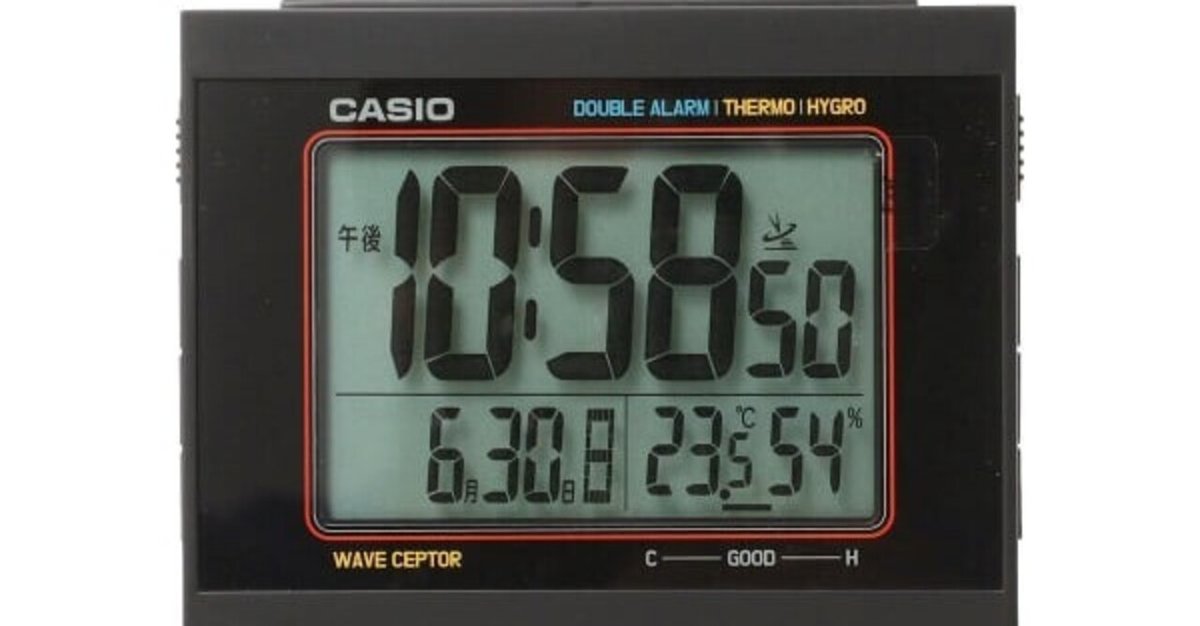 CASIO DOUBLE ALARM | THERMO | HYGRO
午後 10:58 50
6月30日 日 23.5℃ 54%
WAVE CEPTOR C GOOD H